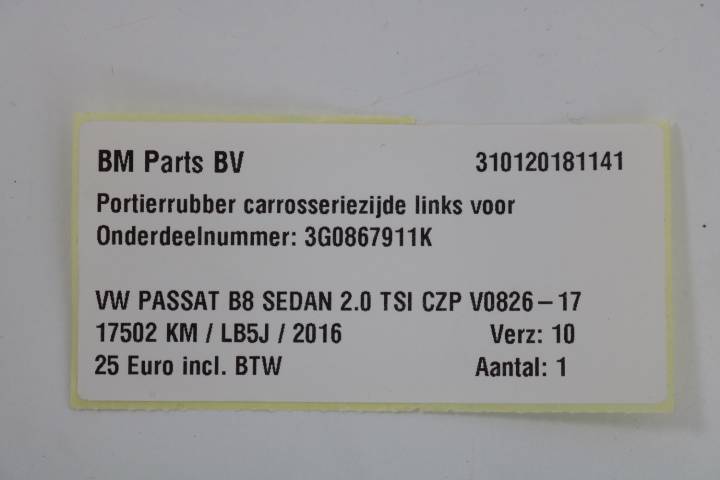 BM Parts BV 310120181141
Portierrubber carrosseriezijde links voor
Onderdeelnummer: 3G0867911K
VW PASSAT B8 SEDAN 2.0 TSI CZP V0826-17
17502 KM / LB5J / 2016 Verz: 10
25 Euro incl. BTW Aantal: 1